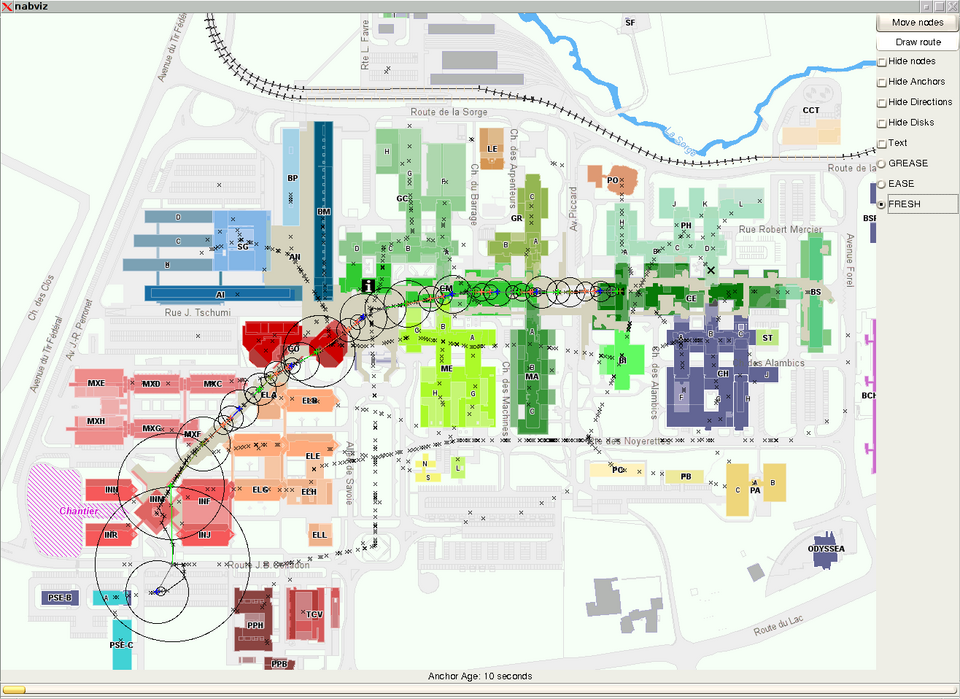 nabviz
Move nodes
Draw route
Hide nodes
Hide Anchors
Hide Directions
Hide Disks
Text
GREASE
EASE
FRESH
Avenue du Tir Fédéral
Rte L. Favre
SF
CCT
La Sorge
Route de la Sorge
Route de la
LE
Ch. des Arpenteurs
Ch. du Barrage
Av. Piccard
PO
BP
BM
H
G
GC
D
C
B
GR
C
B
A
H
PH
J
K
L
B
C
D
Rue Robert Mercier
Avenue Forel
BSP
D
C
B
SG
AN
AI
Rue J. Tschumi
i
CM
CE
BS
Ch. des Clos
Av. J.-R. Perronet
Avenue du Tir Fédéral
CO
G
B
A
ME
H
G
A
B
MA
C
Ch. des Machines
BI
Ch. des Alambics
B
C
CH
F
G
H
J
ST
des Alambics
BCH
MXE
MXD
MXC
MXH
MXG
MXF
ELA
ELB
ELE
ELG
ELH
ELL
Allée de Savoie
N
S
L
Allée des Noyerettes
PC
PB
C
PA
B
INN
INM
INF
INR
INJ
Chantier
Route J.D. Colladon
PSE-B
A
PSE-C
PPH
TCV
PPB
ODYSSEA
Route du Lac
Anchor Age: 10 seconds